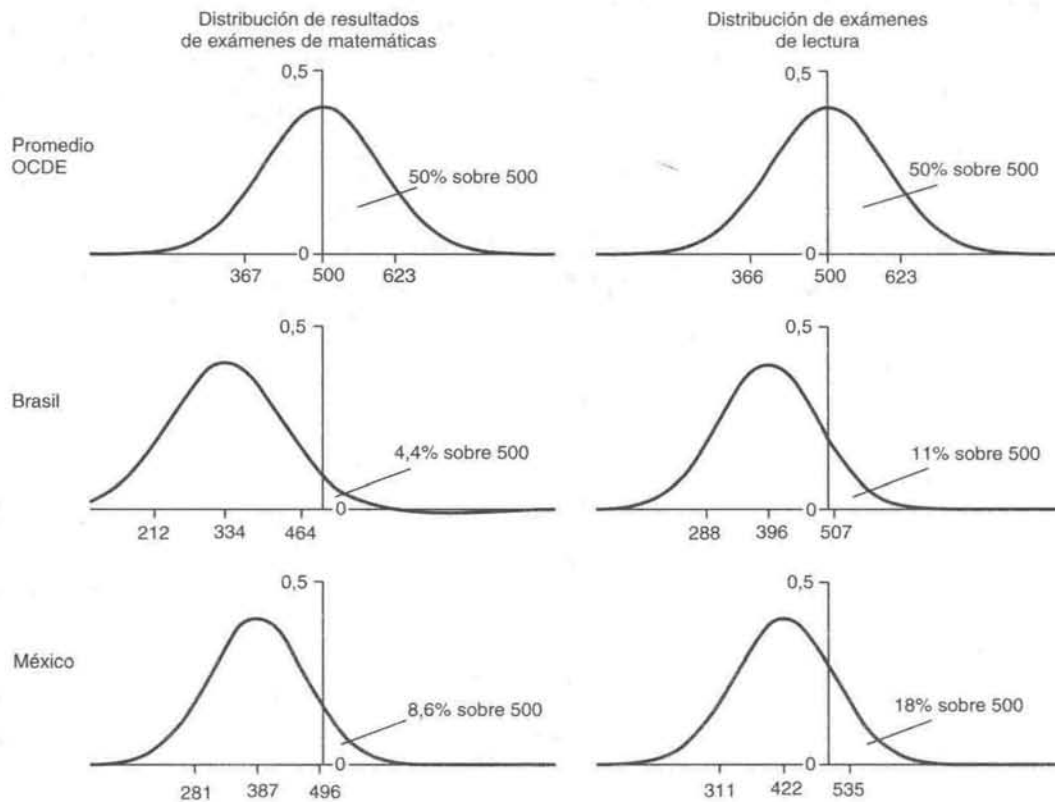 Distribución de resultados
de exámenes de matemáticas
Distribución de exámenes
de lectura
Promedio
OCDE
0,5
50% sobre 500
0
367 500 623
0,5
50% sobre 500
0
366 500 623
Brasil
0,5
4,4% sobre 500
0
212 334 464
0,5
11% sobre 500
0
288 396 507
México
0,5
8,6% sobre 500
0
281 387 496
0,5
18% sobre 500
0
311 422 535